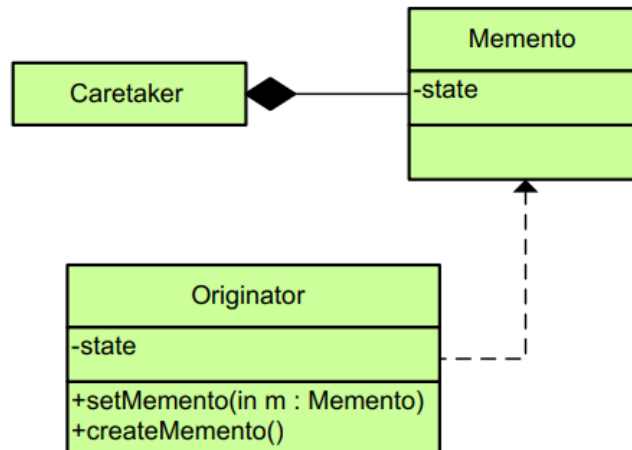 Memento
Caretaker
-state
Originator
-state
+setMemento(in m : Memento)
+createMemento()